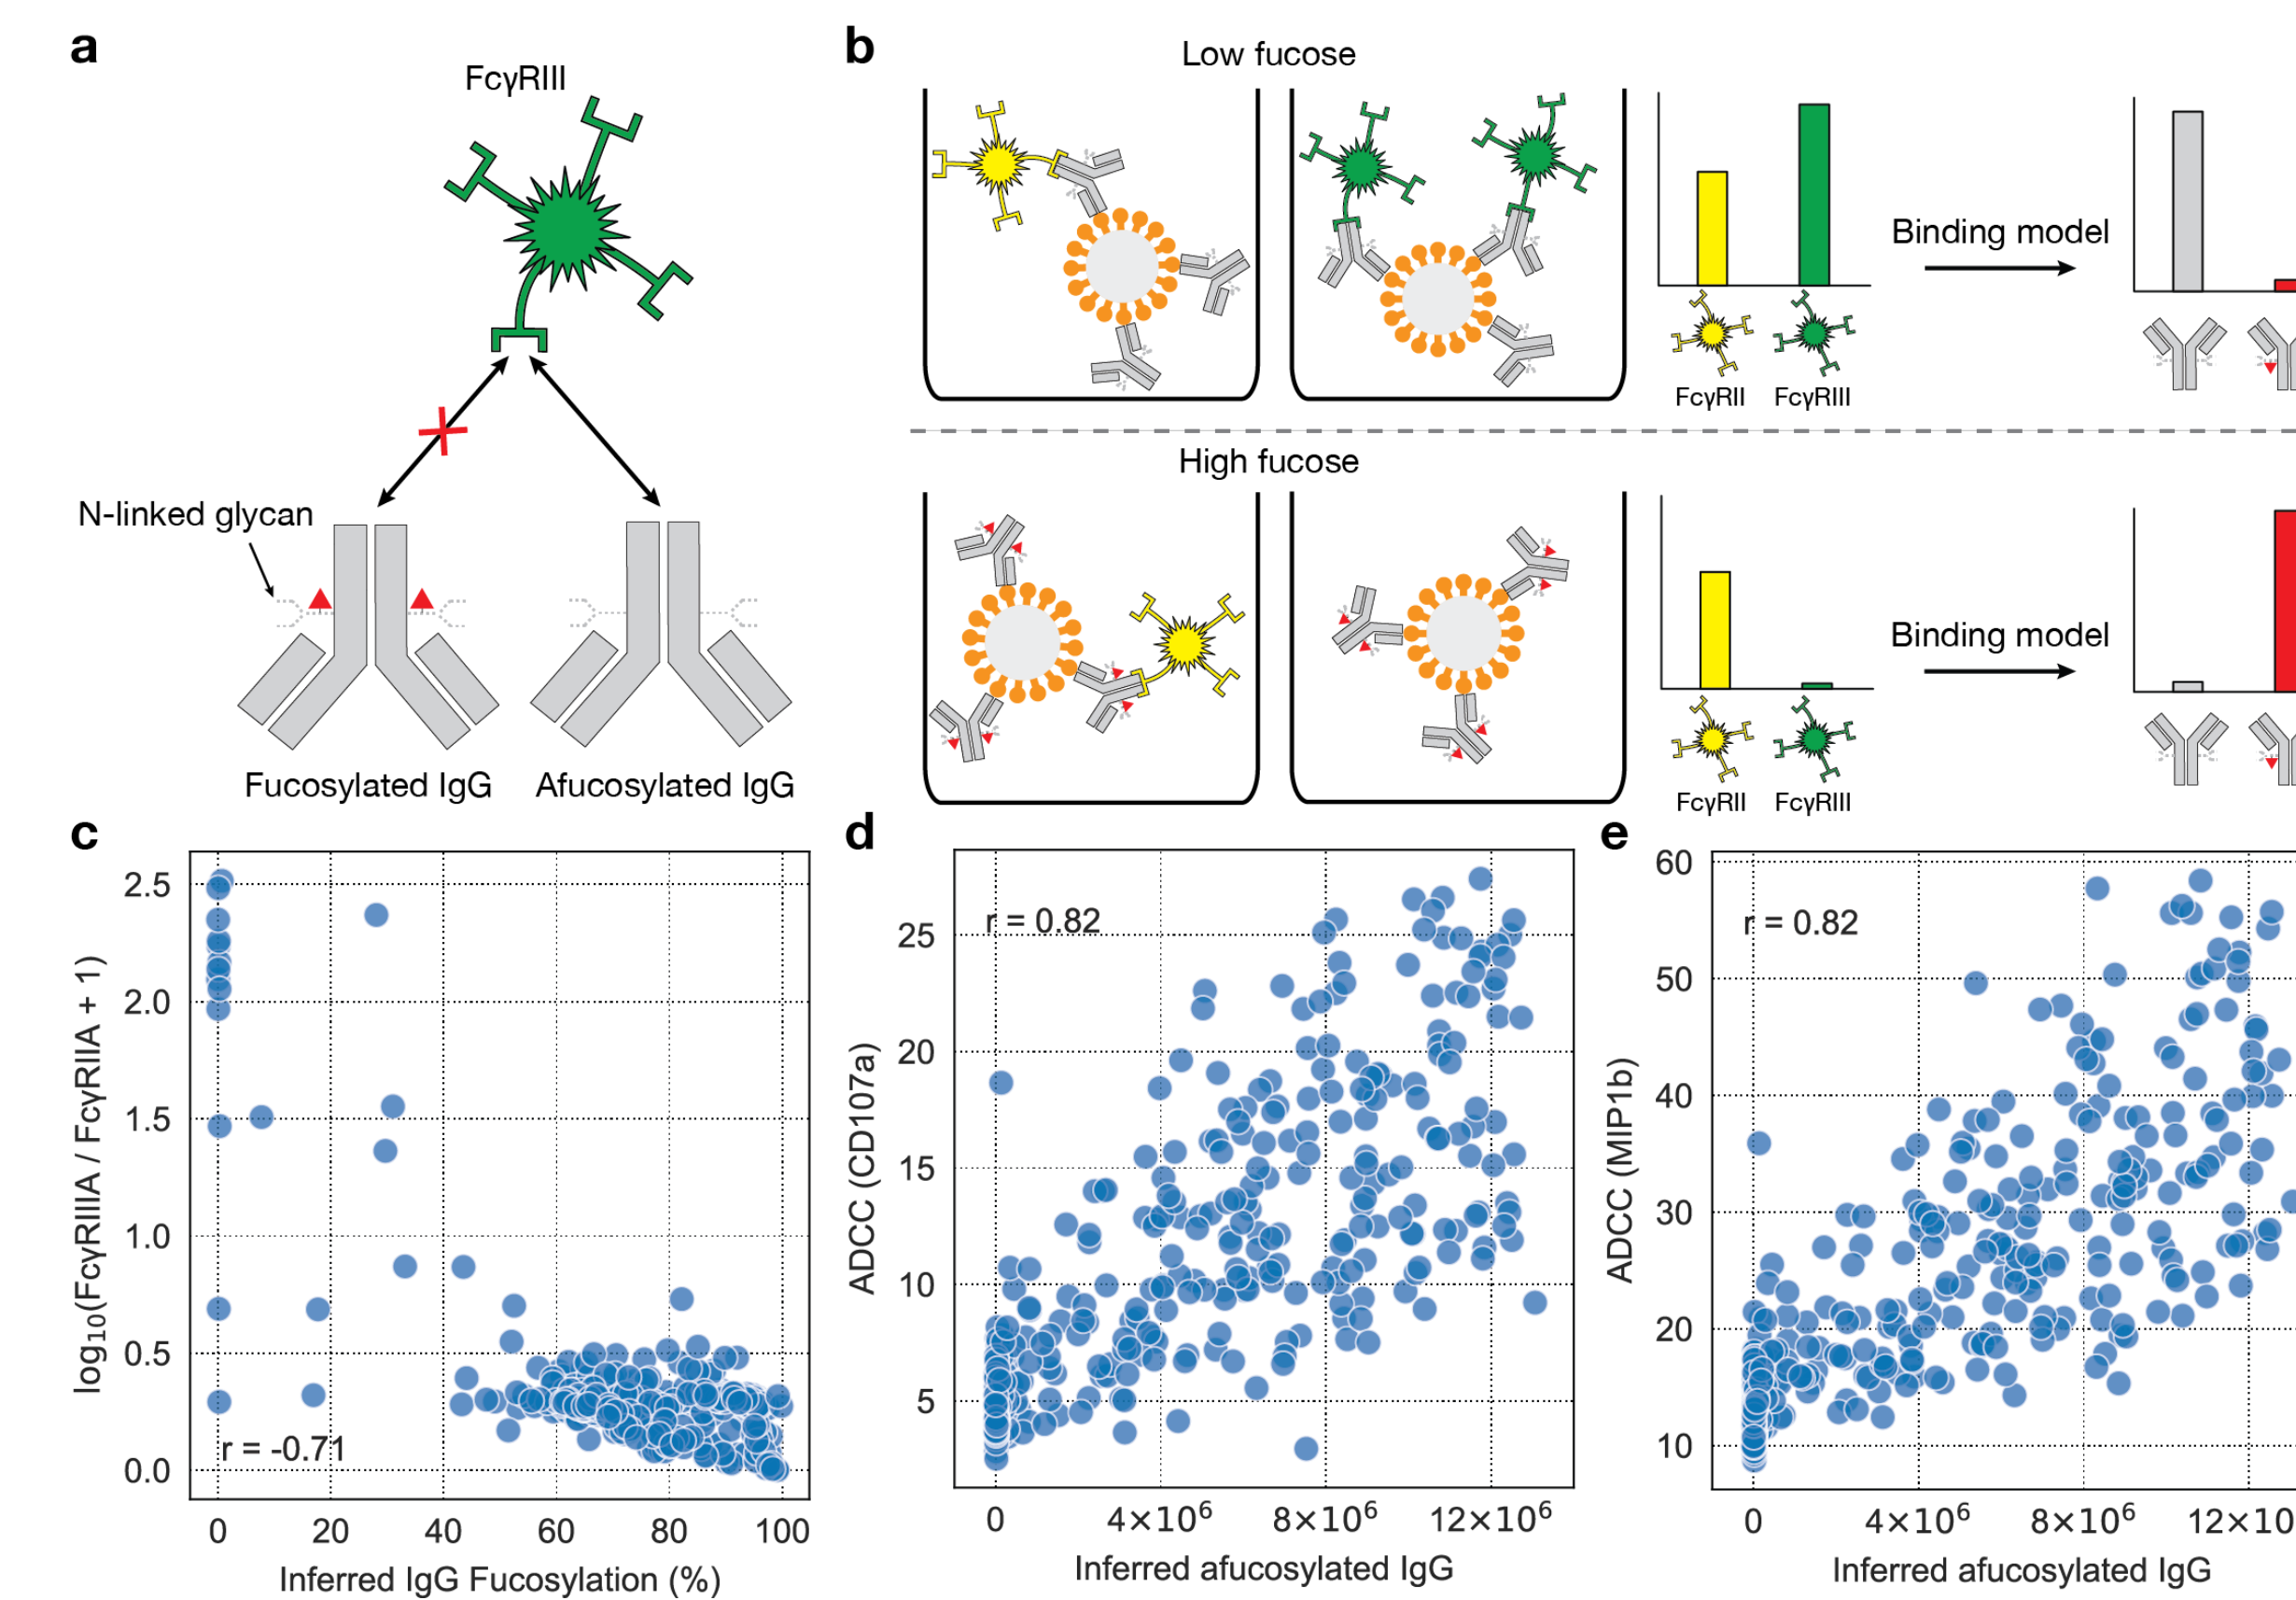 a
FcγRIII
N-linked glycan
Fucosylated IgG
Afucosylated IgG
b
Low fucose
FcγRII
FcγRIII
Binding model
High fucose
FcγRII
FcγRIII
Binding model
c
log₁₀(FcγRIIIA / FcγRIIA + 1)
2.5
2.0
1.5
1.0
0.5
0.0
r = -0.71
0 20 40 60 80 100
Inferred IgG Fucosylation (%)
d
ADCC (CD107a)
25
20
15
10
5
r = 0.82
0 4×10⁶ 8×10⁶ 12×10⁶
Inferred afucosylated IgG
e
ADCC (MIP1b)
60
50
40
30
20
10
r = 0.82
0 4×10⁶ 8×10⁶ 12×10
Inferred afucosylated IgG